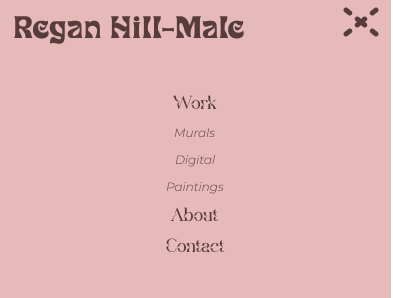 Regan Hill-Male
Work
Murals
Digital
Paintings
About
Contact